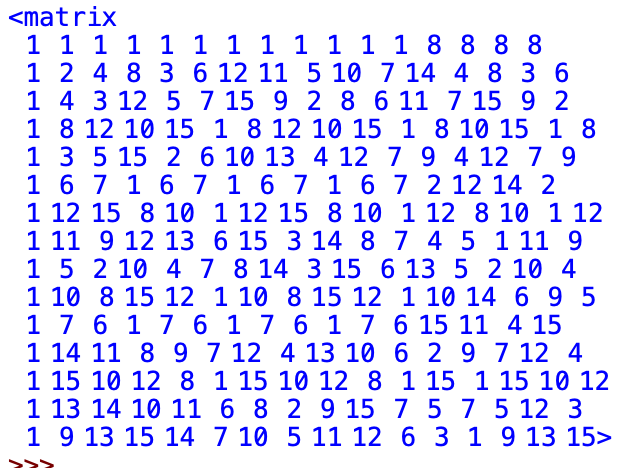 <matrix
1 1 1 1 1 1 1 1 1 1 1 1 8 8 8 8
1 2 4 8 3 6 12 11 5 10 7 14 4 8 3 6
1 4 3 12 5 7 15 9 2 8 6 11 7 15 9 2
1 8 12 10 15 1 8 12 10 15 1 8 10 15 1 8
1 3 5 15 2 6 10 13 4 12 7 9 4 12 7 9
1 6 7 1 6 7 1 6 7 1 6 7 2 12 14 2
1 12 15 8 10 1 12 15 8 10 1 12 8 10 1 12
1 11 9 12 13 6 15 3 14 8 7 4 5 1 11 9
1 5 2 10 4 7 8 14 3 15 6 13 5 2 10 4
1 10 8 15 12 1 10 8 15 12 1 10 14 6 9 5
1 7 6 1 7 6 1 7 6 1 7 6 15 11 4 15
1 14 11 8 9 7 12 4 13 10 6 2 9 7 12 4
1 15 10 12 8 1 15 10 12 8 1 15 1 15 10 12
1 13 14 10 11 6 8 2 9 15 7 5 7 5 12 3
1 9 13 15 14 7 10 5 11 12 6 3 1 9 13 15>
>>>